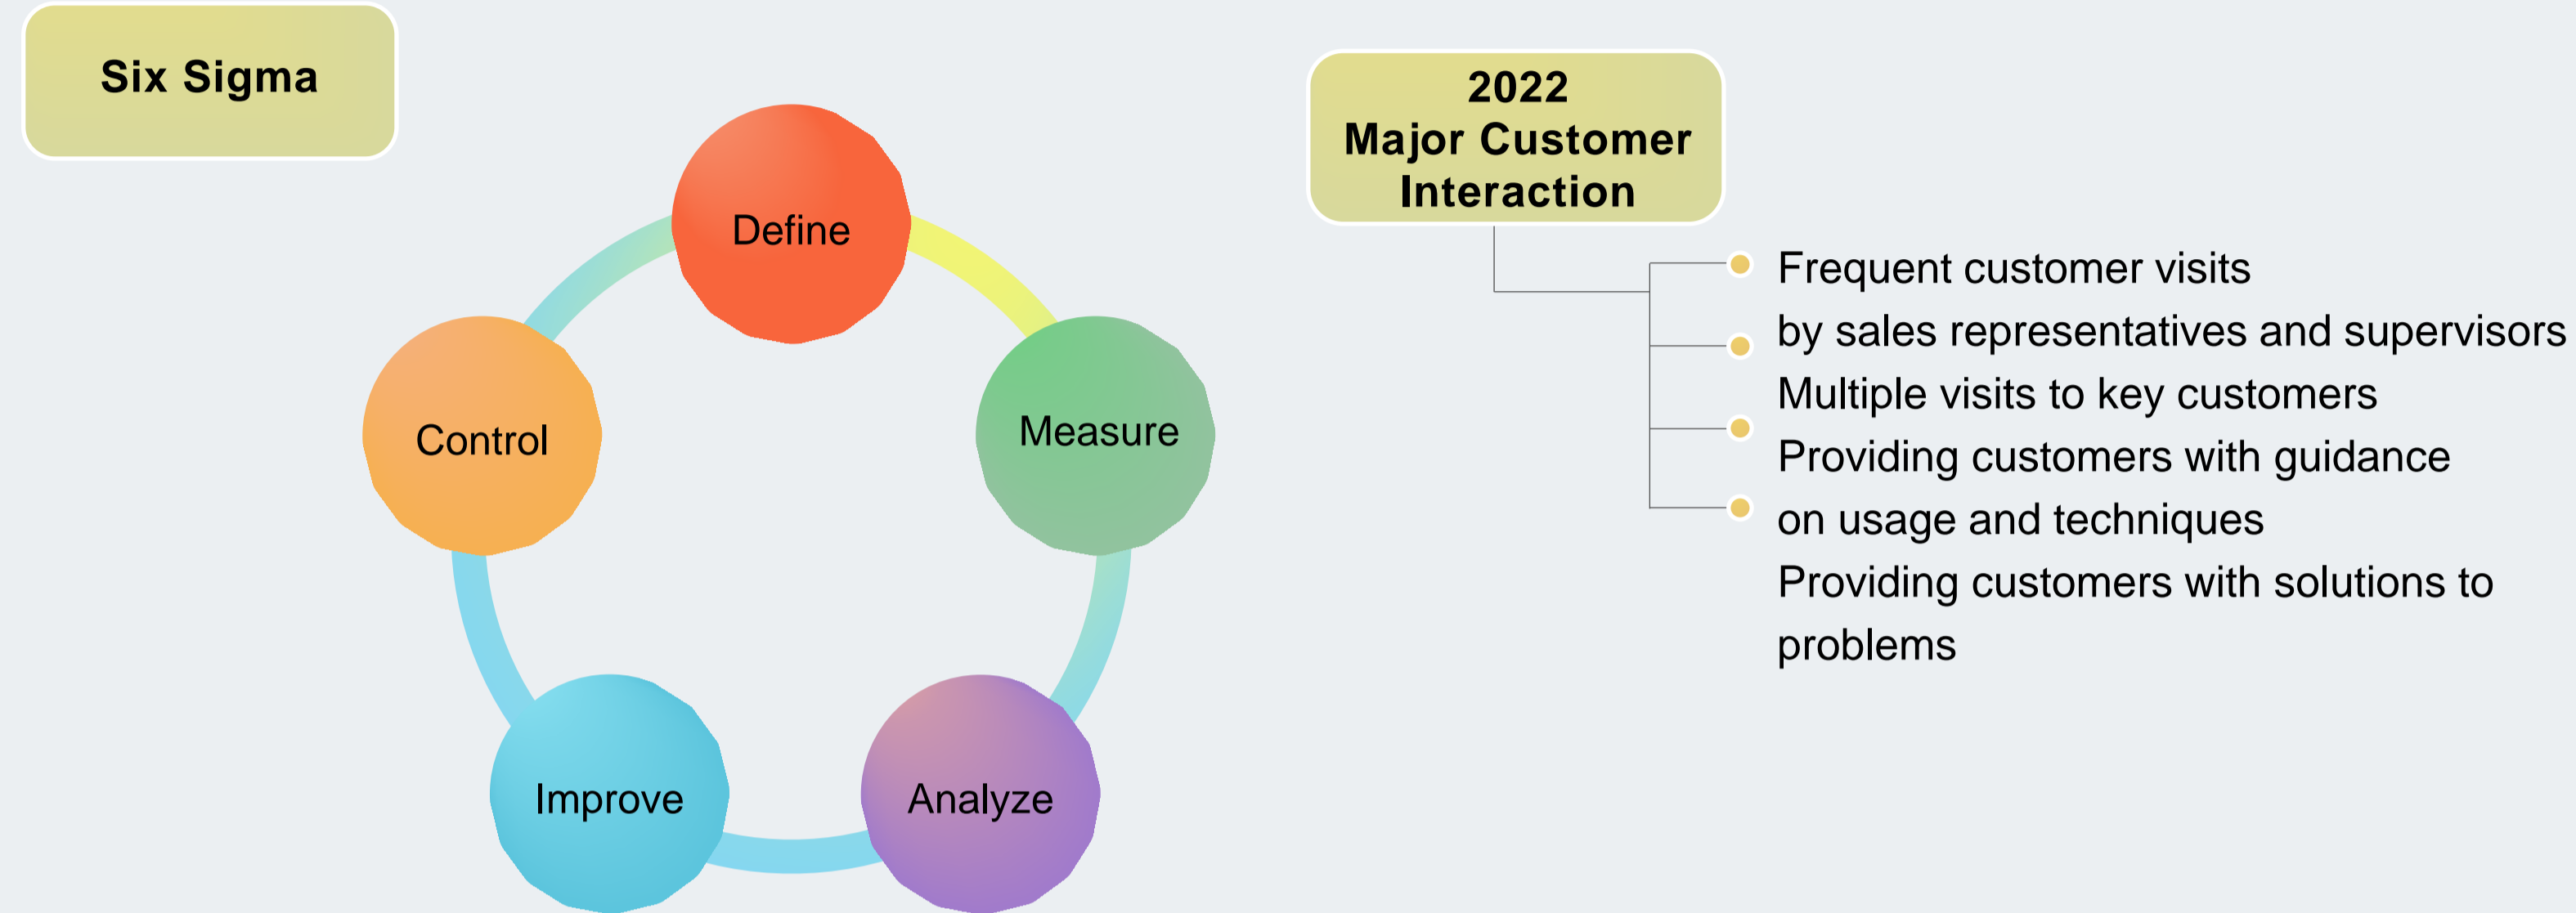 Six Sigma
Define
Measure
Analyze
Improve
Control
2022
Major Customer
Interaction
Frequent customer visits
by sales representatives and supervisors
Multiple visits to key customers
Providing customers with guidance
on usage and techniques
Providing customers with solutions to
problems